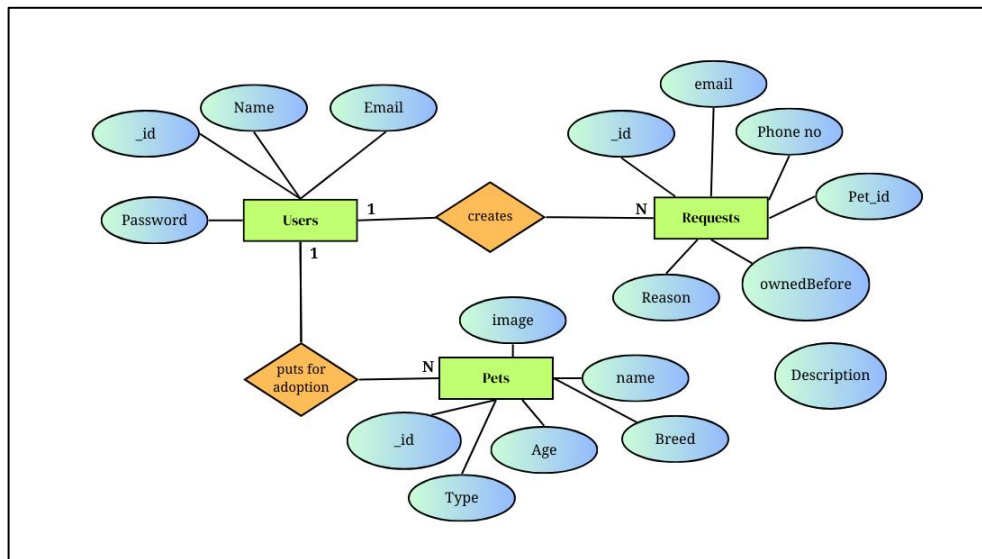 email
Name
Email
_id
_id
Phone no
Password
Users
1
creates
N
Requests
Pet_id
1
Reason
ownedBefore
image
puts for
adoption
N
Pets
name
Description
_id
Age
Breed
Type